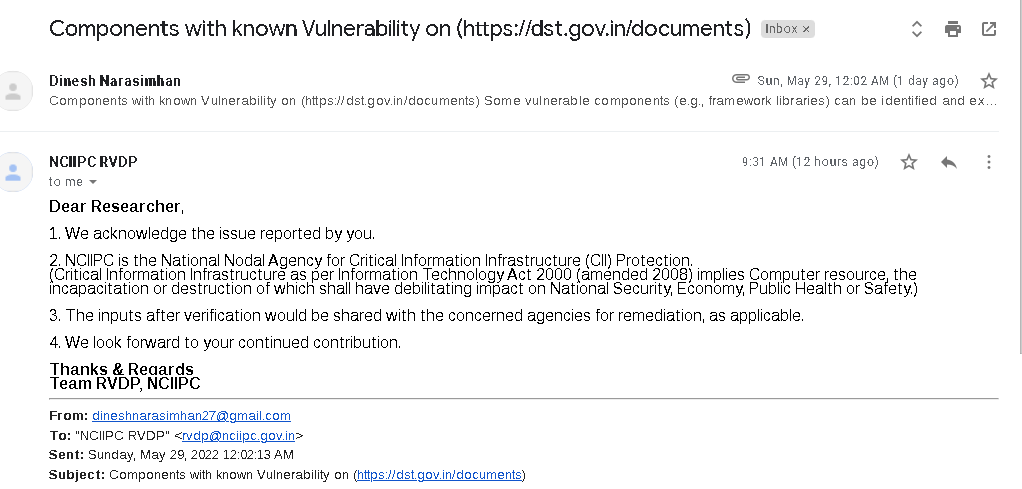 Components with known Vulnerability on (https://dst.gov.in/documents) Inbox ×
Dinesh Narasimhan Sun, May 29, 12:02 AM (1 day ago)
Components with known Vulnerability on (https://dst.gov.in/documents) Some vulnerable components (e.g., framework libraries) can be identified and ex...
NCIIPC RVDP 9:31 AM (12 hours ago)
to me
Dear Researcher,
1. We acknowledge the issue reported by you.
2. NCIIPC is the National Nodal Agency for Critical Information Infrastructure (CII) Protection.
(Critical Information Infrastructure as per Information Technology Act 2000 (amended 2008) implies Computer resource, the
incapacitation or destruction of which shall have debilitating impact on National Security, Economy, Public Health or Safety.)
3. The inputs after verification would be shared with the concerned agencies for remediation, as applicable.
4. We look forward to your continued contribution.
Thanks & Regards
Team RVDP, NCIIPC
From: dineshnarasimhan27@gmail.com
To: "NCIIPC RVDP" <rvdp@nciipc.gov.in>
Sent: Sunday, May 29, 2022 12:02:13 AM
Subject: Components with known Vulnerability on (https://dst.gov.in/documents)